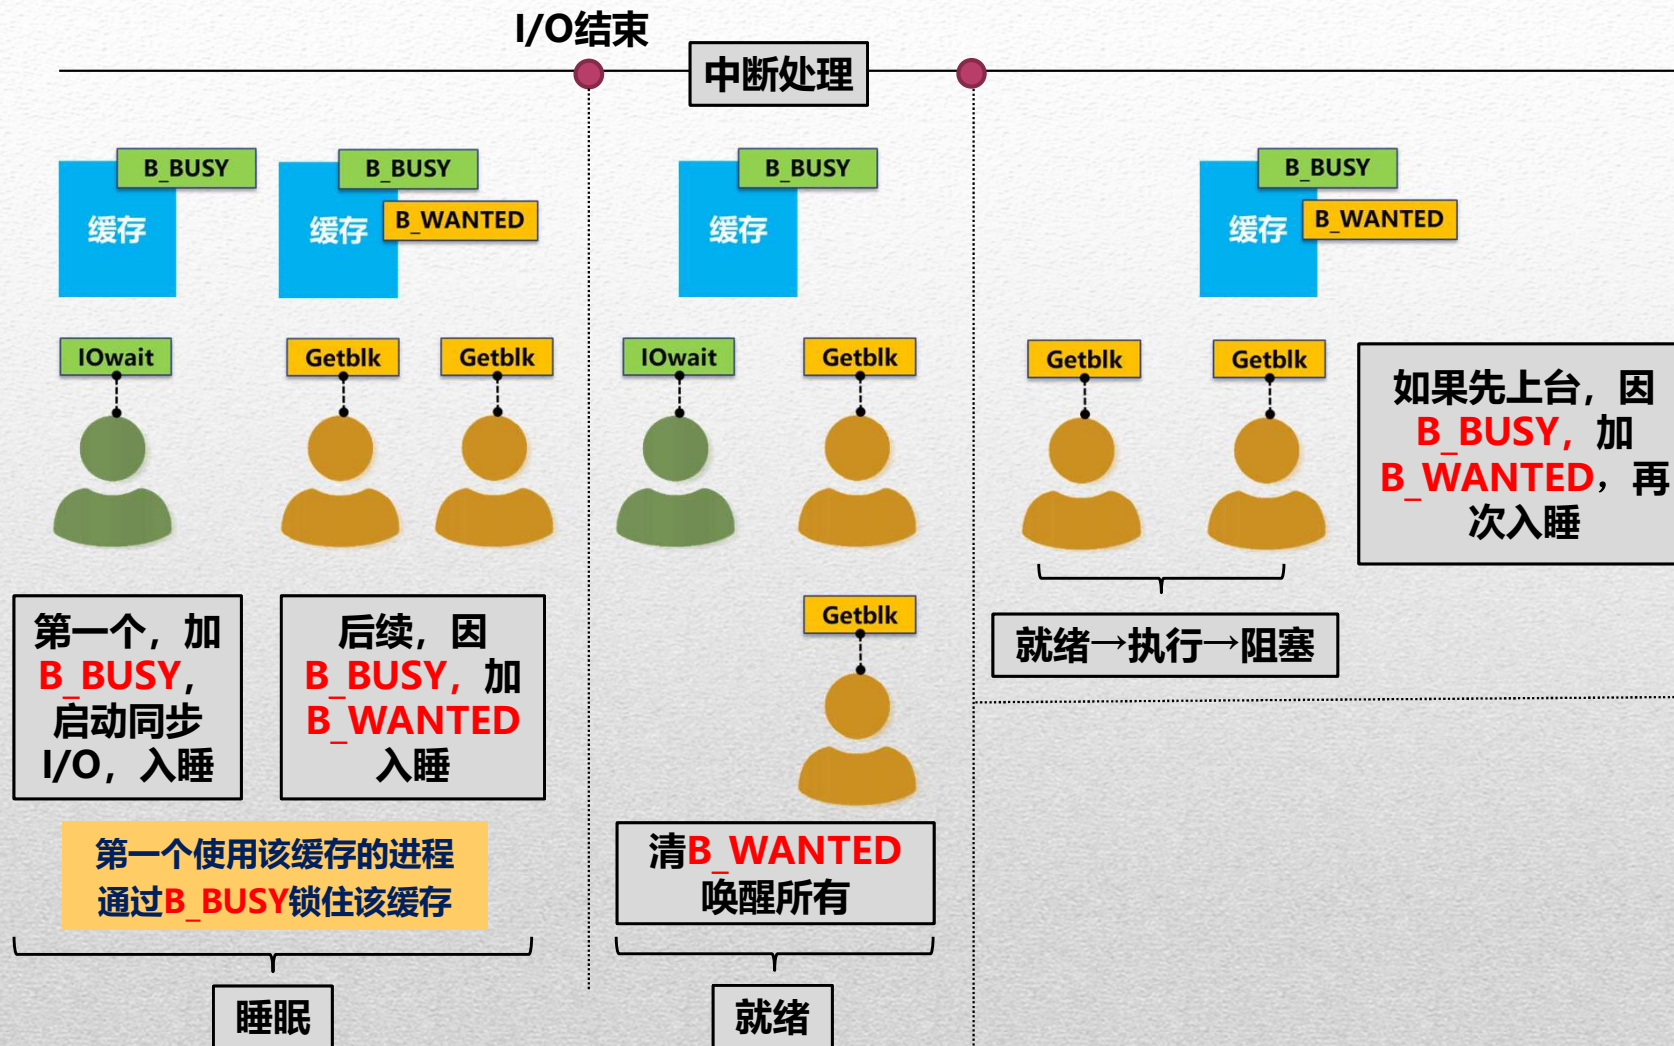 I/O结束
中断处理
B_BUSY
缓存
B_BUSY
缓存
B_WANTED
B_BUSY
缓存
B_BUSY
缓存
B_WANTED
IOwait
Getblk
Getblk
IOwait
Getblk
Getblk
Getblk
如果先上台，因
B_BUSY，加
B_WANTED，再
次入睡
第一个，加
B_BUSY，
启动同步
I/O，入睡
后续，因
B_BUSY，加
B_WANTED
入睡
Getblk
就绪→执行→阻塞
第一个使用该缓存的进程
通过B_BUSY锁住该缓存
清B_WANTED
唤醒所有
睡眠
就绪